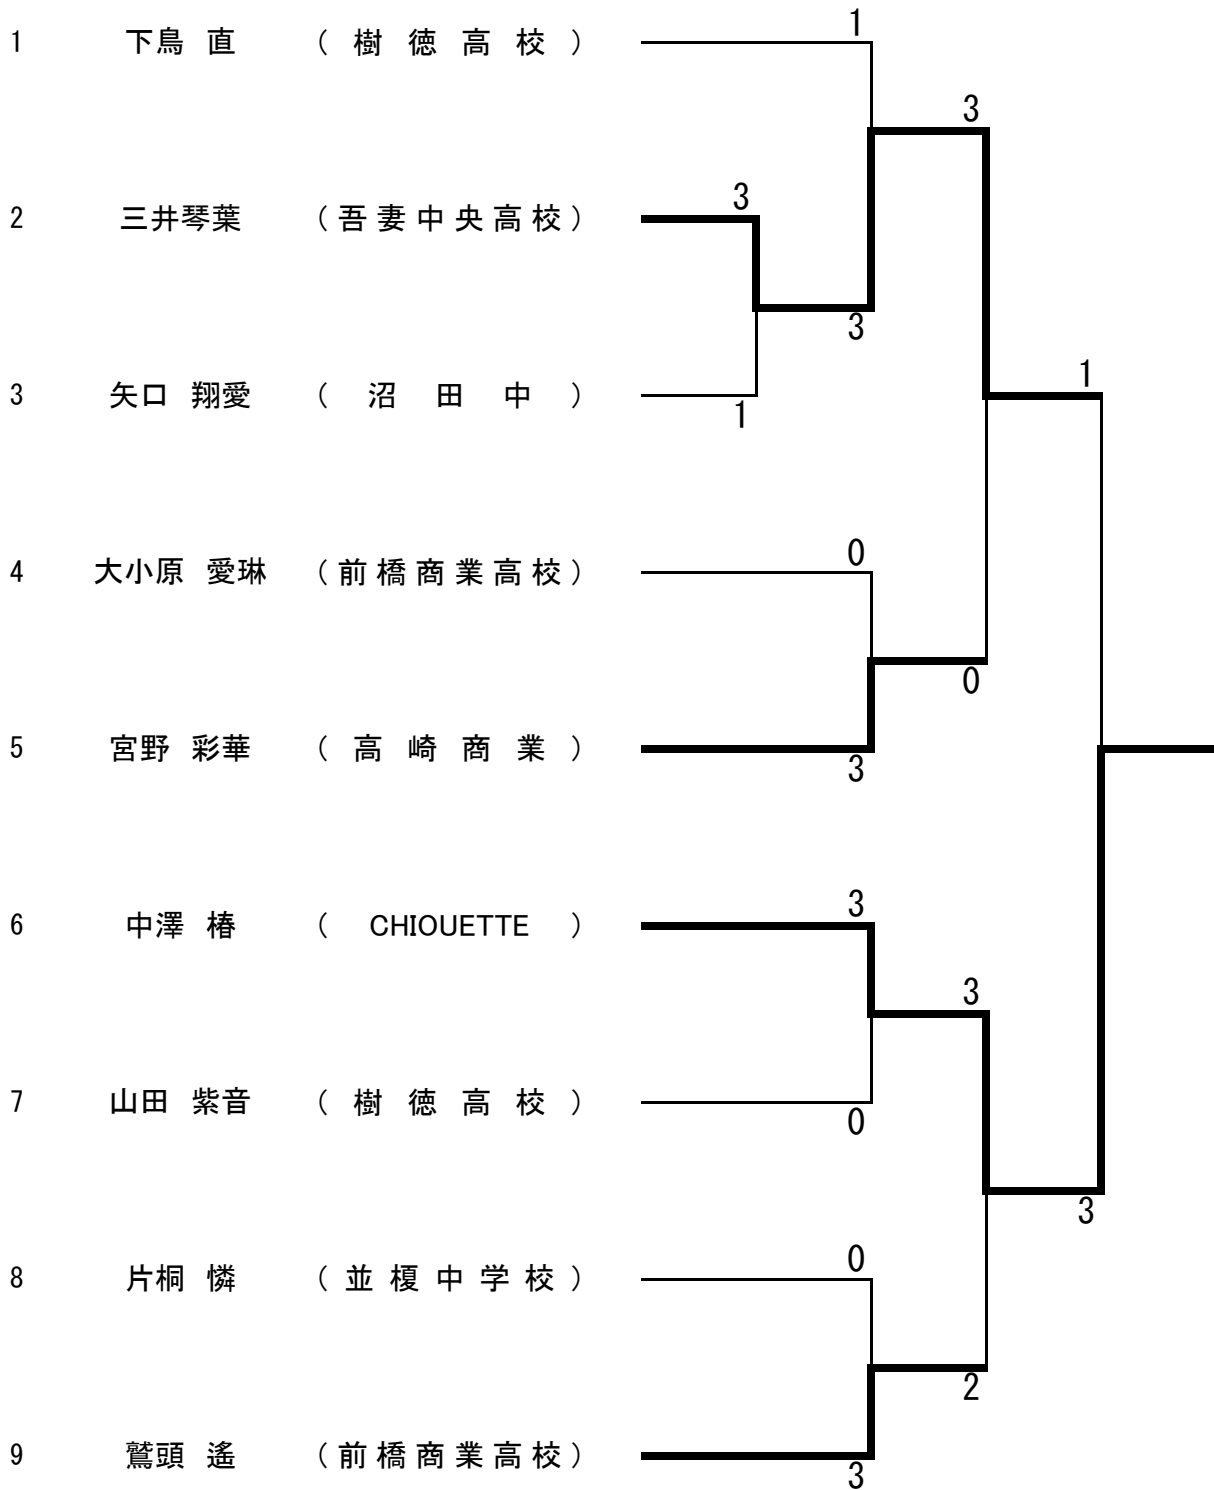 1
1 下鳥 直 (樹徳高校)
3
3
2 三井琴葉 (吾妻中央高校)
3
1
3 矢口 翔愛 (沼田中)
1
0
4 大小原 愛琳 (前橋商業高校)
0
5 宮野 彩華 (高崎商業)
3
3
6 中澤 椿 (CHIOUETTE)
3
7 山田 紫音 (樹徳高校)
0
3
0
8 片桐 憐 (並榎中学校)
2
9 鷲頭 遙 (前橋商業高校)
3